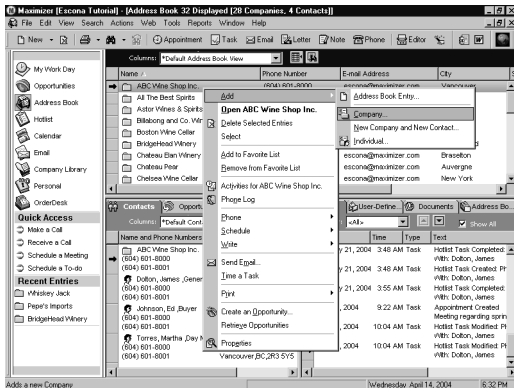 Maximizer [Escona Tutorial] - [Address Book 32 Displayed [28 Companies, 4 Contacts]]
File Edit View Search Actions Web Tools Reports Window Help
New Appointment Task Email Letter Note Phone Editor
Columns: *Default Address Book View
My Work Day
Opportunities
Address Book
Hotlist
Calendar
Email
Company Library
Personal
OrderDesk
Quick Access
Make a Call
Receive a Call
Schedule a Meeting
Schedule a To-do
Recent Entries
Whiskey Jack
Pepe's Imports
BridgeHead Winery
Name Phone Number E-mail Address City
ABC Wine Shop Inc. (604) 801-8000 escona@maximizer.com Vancouver
All The Best Spirits
Astor Wines & Spirits
Billabong and Co. Win
Boston Wine Cellar
BridgeHead Winery
Chateau Elan Winery escona@maximizer.com Braselton
Chateau Pear escona@maximizer.com Auvergne
Chelsea Wine Cellar escona@maximizer.com New York
Add
Open ABC Wine Shop Inc.
Delete Selected Entries
Select
Add to Favorite List
Remove from Favorite List
Activities for ABC Wine Shop Inc.
Phone Log
Phone
Schedule
Write
Send Email...
Time a Task
Print
Create an Opportunity...
Retrieve Opportunities
Properties
Address Book Entry...
Company...
New Company and New Contact...
Individual...
Contacts Opportu
Columns: *Default Cont
Name and Phone Numbers
ABC Wine Shop Inc.
(604) 601-8000
(604) 601-8001
Dolton, James ,Gener
(604) 601-8000
(604) 601-8001
Johnson, Ed ,Buyer
(604) 601-8000
(604) 601-8001
Torres, Martha ,Day M
(604) 601-8000
(604) 601-8001 Vancouver,BC,2R3 5Y5
User-Define... Documents Address Bo...
<All> Show All
Time Type Text
y 21, 2004 3:48 AM Task Hotlist Task Completed:
With: Dolton, James
y 21, 2004 3:48 AM Task Hotlist Task Created: Ph
With: Dolton, James
y 21, 2004 3:55 AM Task Hotlist Task Completed:
With: Dolton, James
, 2004 9:22 AM Task Appointment Created
Meeting regarding sprin
, 2004 10:04 AM Task Hotlist Task Modified: Ph
With: Dolton, James
, 2004 10:04 AM Task Hotlist Task Modified: Ph
With: Dolton, James
Adds a new Company Wednesday April 14, 2004 6:32 PM